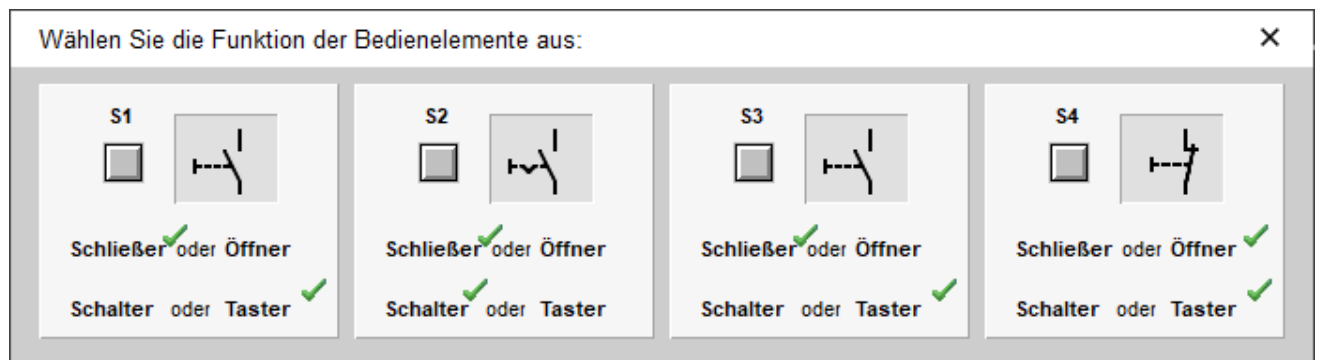 Wählen Sie die Funktion der Bedienelemente aus:
S1
Schließer oder Öffner
Schalter oder Taster
S2
Schließer oder Öffner
Schalter oder Taster
S3
Schließer oder Öffner
Schalter oder Taster
S4
Schließer oder Öffner
Schalter oder Taster